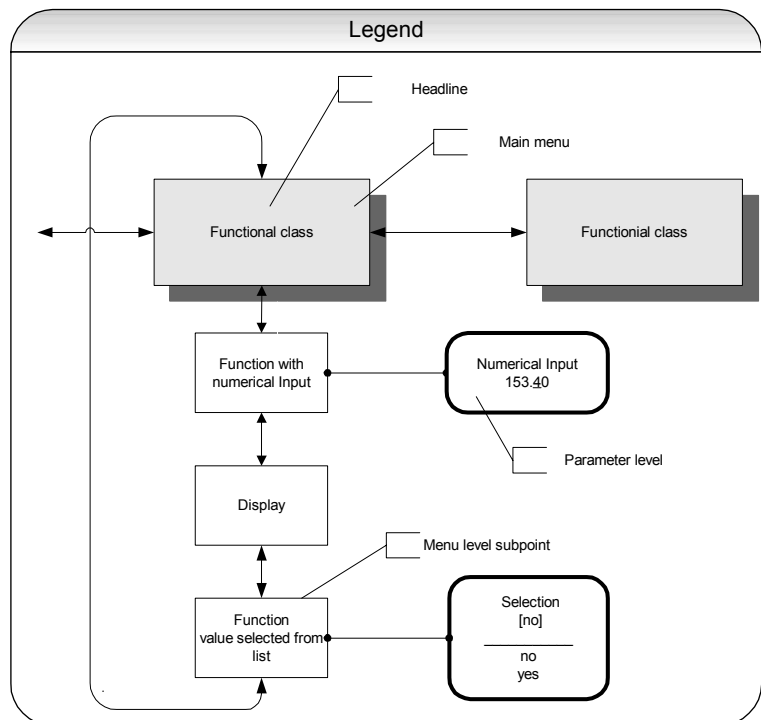 Legend
Headline
Main menu
Functional class
Functionial class
Function with
numerical Input
Numerical Input
153.40
Parameter level
Display
Menu level subpoint
Function
value selected from
list
Selection
[no]
no
yes